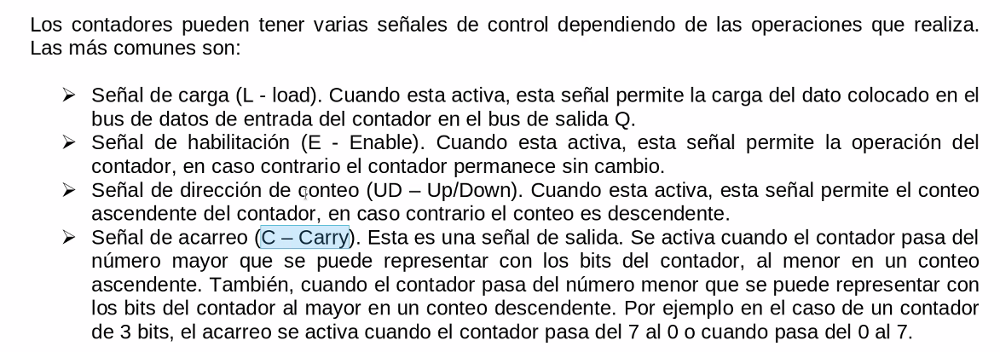 Los contadores pueden tener varias señales de control dependiendo de las operaciones que realiza.
Las más comunes son:
➢ Señal de carga (L - load). Cuando esta activa, esta señal permite la carga del dato colocado en el
bus de datos de entrada del contador en el bus de salida Q.
➢ Señal de habilitación (E - Enable). Cuando esta activa, esta señal permite la operación del
contador, en caso contrario el contador permanece sin cambio.
➢ Señal de dirección de conteo (UD – Up/Down). Cuando esta activa, esta señal permite el conteo
ascendente del contador, en caso contrario el conteo es descendente.
➢ Señal de acarreo (C – Carry). Esta es una señal de salida. Se activa cuando el contador pasa del
número mayor que se puede representar con los bits del contador, al menor en un conteo
ascendente. También, cuando el contador pasa del número menor que se puede representar con
los bits del contador al mayor en un conteo descendente. Por ejemplo en el caso de un contador
de 3 bits, el acarreo se activa cuando el contador pasa del 7 al 0 o cuando pasa del 0 al 7.